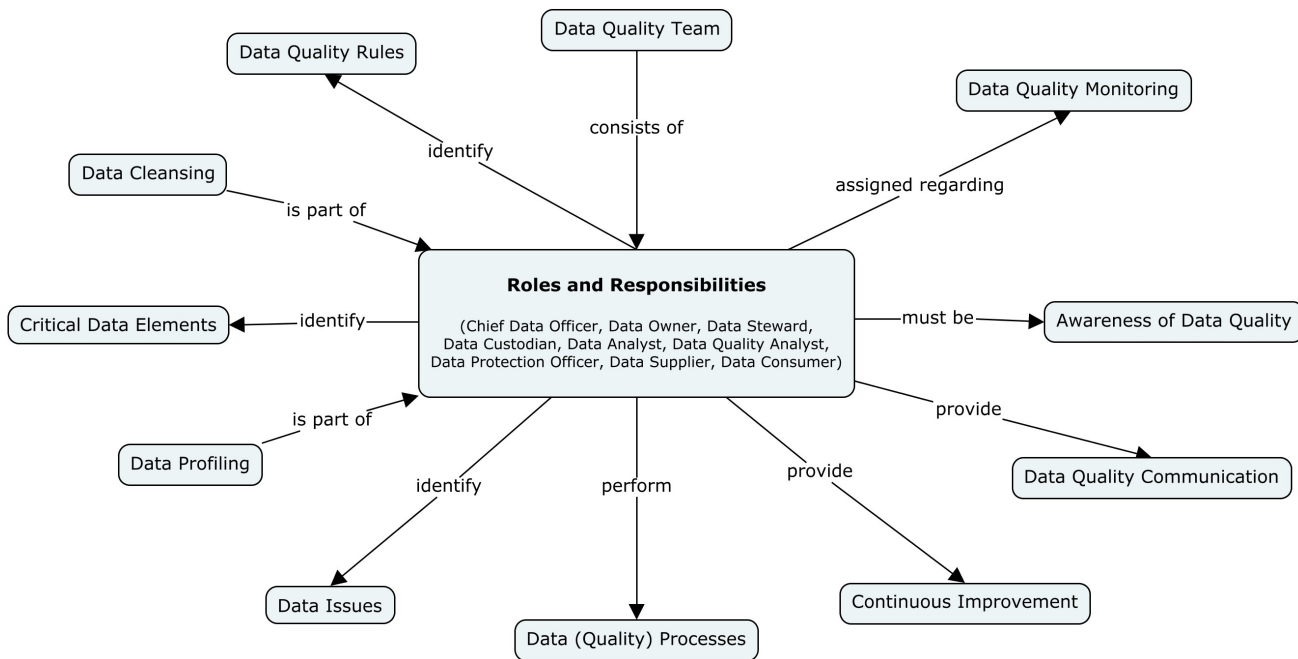 Data Quality Team
Data Quality Rules
Data Quality Monitoring
consists of
identify
Data Cleansing
assigned regarding
is part of
Roles and Responsibilities
(Chief Data Officer, Data Owner, Data Steward,
Data Custodian, Data Analyst, Data Quality Analyst,
Data Protection Officer, Data Supplier, Data Consumer)
Critical Data Elements
identify
must be
Awareness of Data Quality
is part of
provide
Data Profiling
Data Quality Communication
identify
perform
provide
Data Issues
Data (Quality) Processes
Continuous Improvement